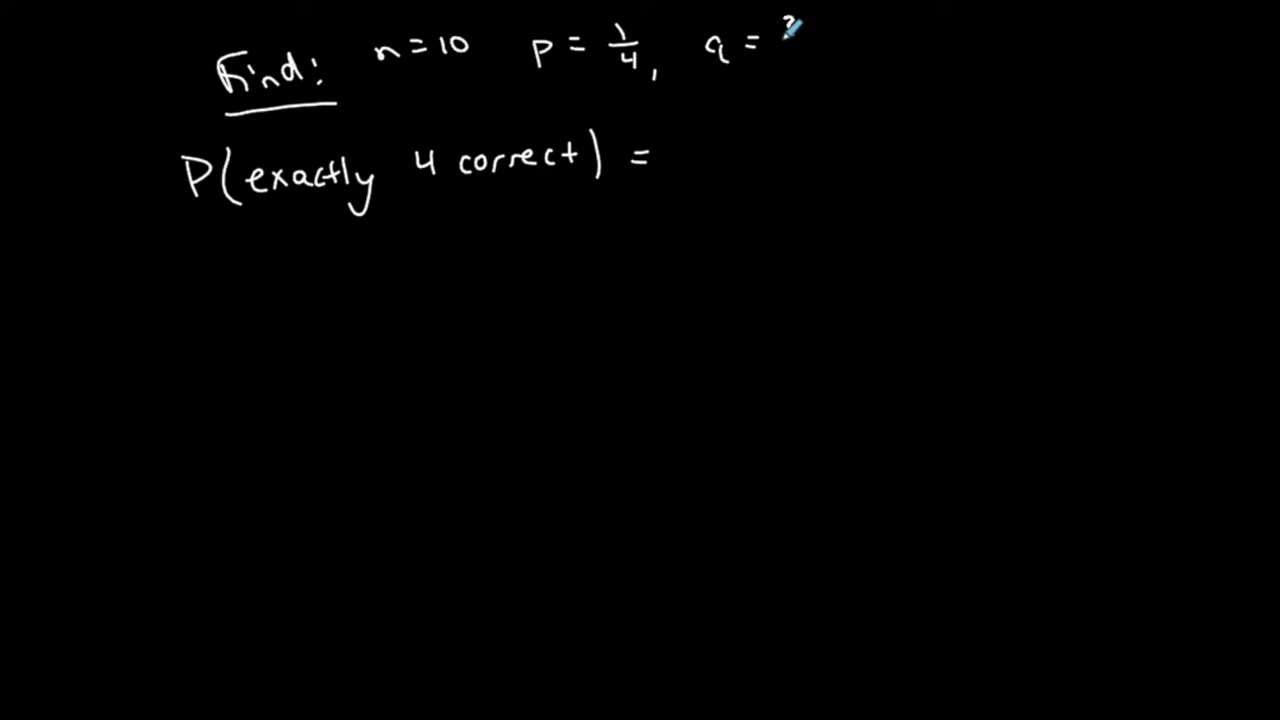 Find: n = 10 p = 1/4, q =
P(exactly 4 correct) =